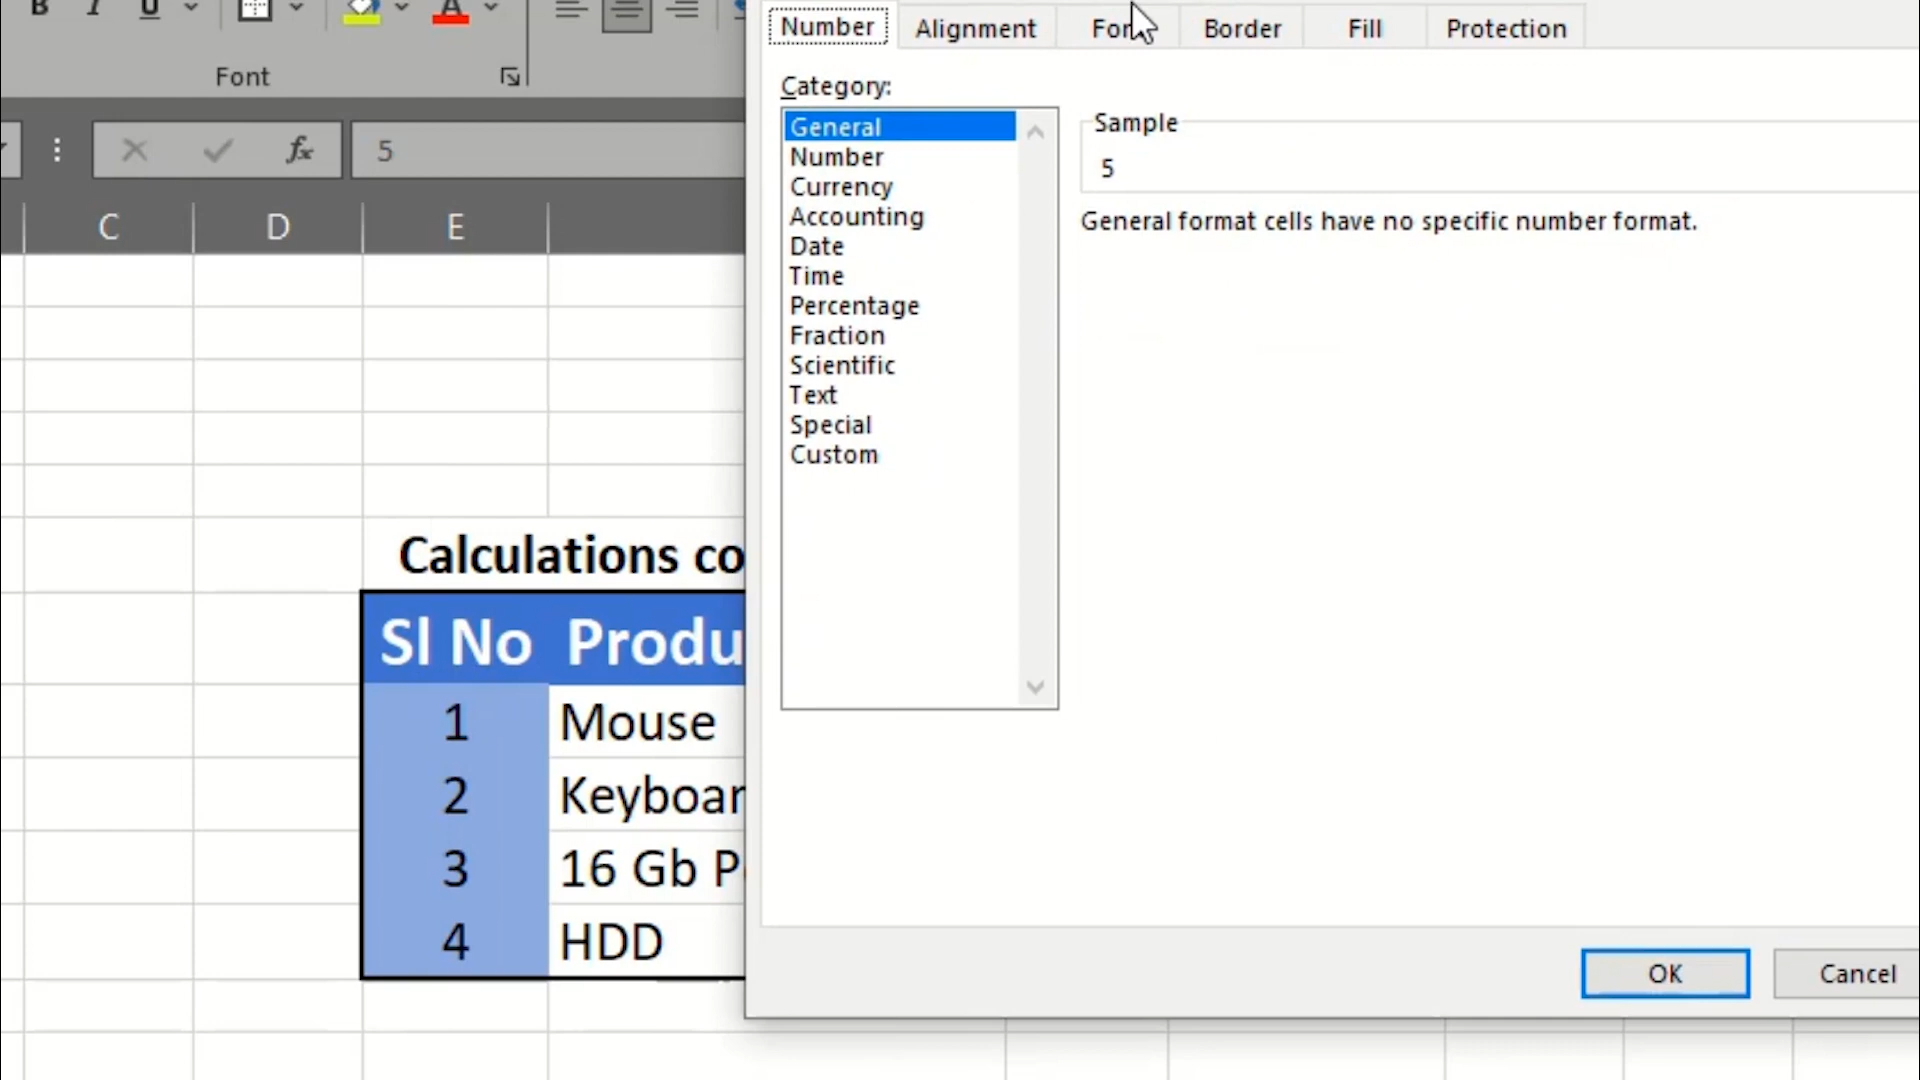 B I U A
Font
fx 5
C D E
Calculations co
Sl No Produ
1 Mouse
2 Keyboar
3 16 Gb P
4 HDD
Number Alignment Fon Border Fill Protection
Category:
General
Number
Currency
Accounting
Date
Time
Percentage
Fraction
Scientific
Text
Special
Custom
Sample
5
General format cells have no specific number format.
OK Cancel